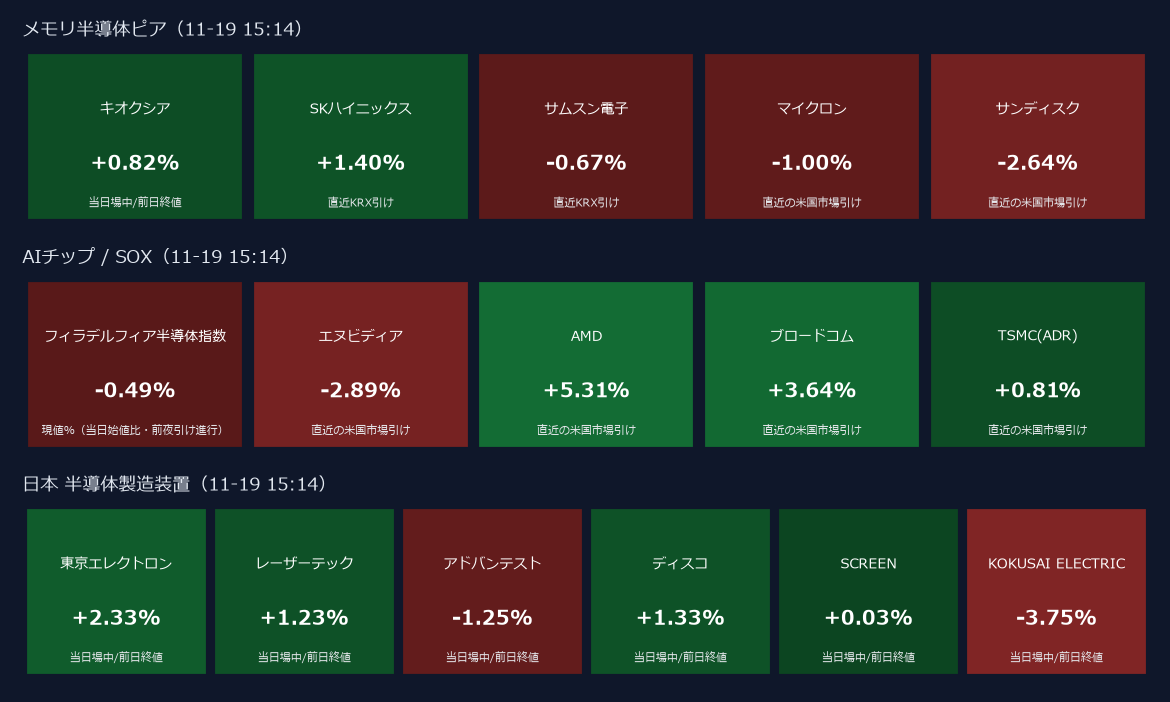 メモリ半導体ピア（11-19 15:14）
キオクシア
+0.82%
当日場中/前日終値
SKハイニックス
+1.40%
直近KRX引け
サムスン電子
-0.67%
直近KRX引け
マイクロン
-1.00%
直近の米国市場引け
サンディスク
-2.64%
直近の米国市場引け
AIチップ / SOX（11-19 15:14）
フィラデルフィア半導体指数
-0.49%
現値%（当日始値比・前夜引け進行）
エヌビディア
-2.89%
直近の米国市場引け
AMD
+5.31%
直近の米国市場引け
ブロードコム
+3.64%
直近の米国市場引け
TSMC(ADR)
+0.81%
直近の米国市場引け
日本 半導体製造装置（11-19 15:14）
東京エレクトロン
+2.33%
当日場中/前日終値
レーザーテック
+1.23%
当日場中/前日終値
アドバンテスト
-1.25%
当日場中/前日終値
ディスコ
+1.33%
当日場中/前日終値
SCREEN
+0.03%
当日場中/前日終値
KOKUSAI ELECTRIC
-3.75%
当日場中/前日終値